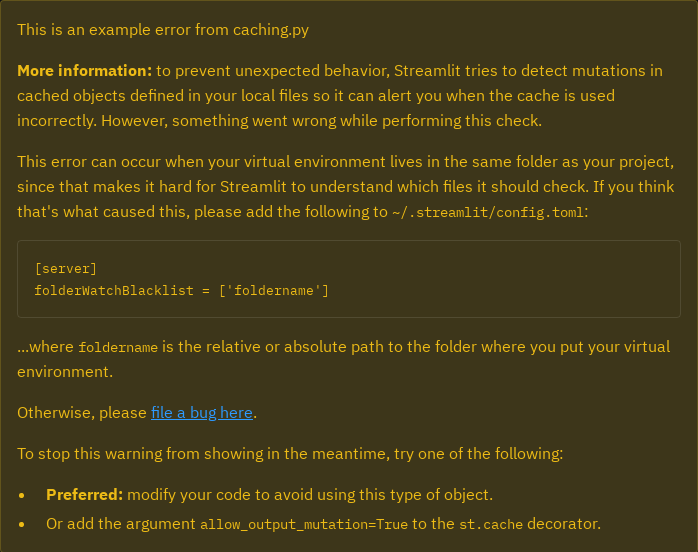 This is an example error from caching.py
More information: to prevent unexpected behavior, Streamlit tries to detect mutations in
cached objects defined in your local files so it can alert you when the cache is used
incorrectly. However, something went wrong while performing this check.
This error can occur when your virtual environment lives in the same folder as your project,
since that makes it hard for Streamlit to understand which files it should check. If you think
that's what caused this, please add the following to ~/.streamlit/config.toml:
[server]
folderWatchBlacklist = ['foldername']
...where foldername is the relative or absolute path to the folder where you put your virtual
environment.
Otherwise, please file a bug here.
To stop this warning from showing in the meantime, try one of the following:
• Preferred: modify your code to avoid using this type of object.
• Or add the argument allow_output_mutation=True to the st.cache decorator.